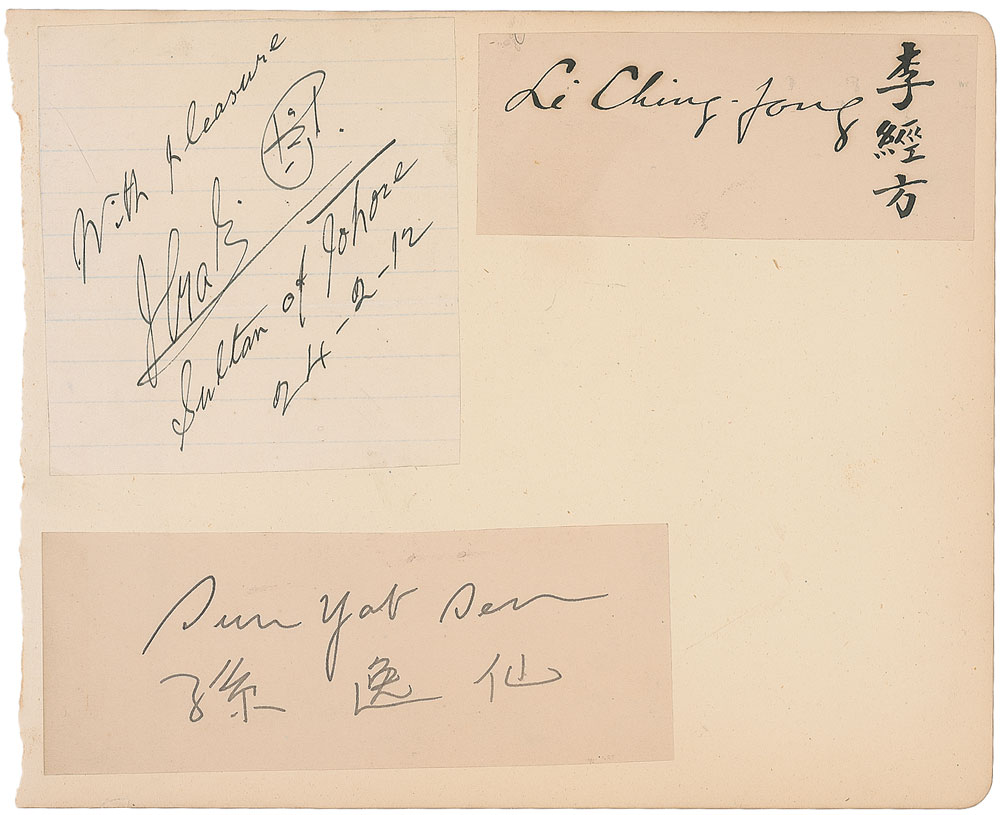 With pleasure
Sultan of Johore
24-2-12
Li Ching-fong
李經方
Sun Yat Sen
孫逸仙